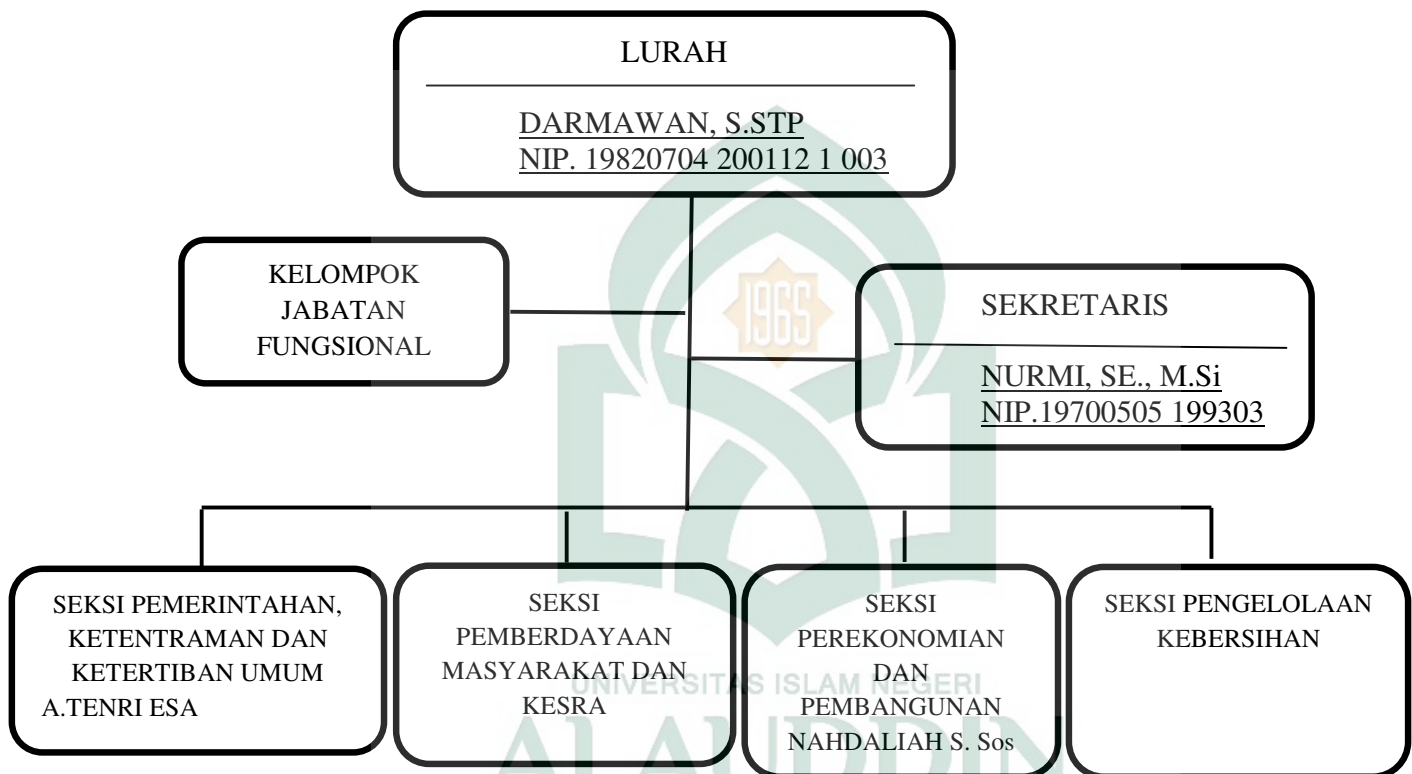 LURAH
DARMAWAN, S.STP
NIP. 19820704 200112 1 003
KELOMPOK
JABATAN
FUNGSIONAL
1965
SEKRETARIS
NURMI, SE., M.Si
NIP.19700505 199303
SEKSI PEMERINTAHAN,
KETENTRAMAN DAN
KETERTIBAN UMUM
A.TENRI ESA
SEKSI
PEMBERDAYAAN
MASYARAKAT DAN
KESRA
SEKSI
PEREKONOMIAN
DAN
PEMBANGUNAN
NAHDALIAH S. Sos
SEKSI PENGELOLAAN
KEBERSIHAN
UNIVERSITAS ISLAM NEGERI
ALAUDDIN